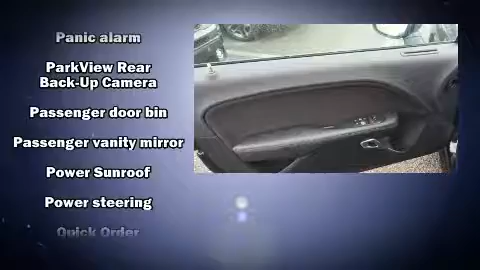 Panic alarm
ParkView Rear
Back-Up Camera
Passenger door bin
Passenger vanity mirror
Power Sunroof
Power steering
Quick Order